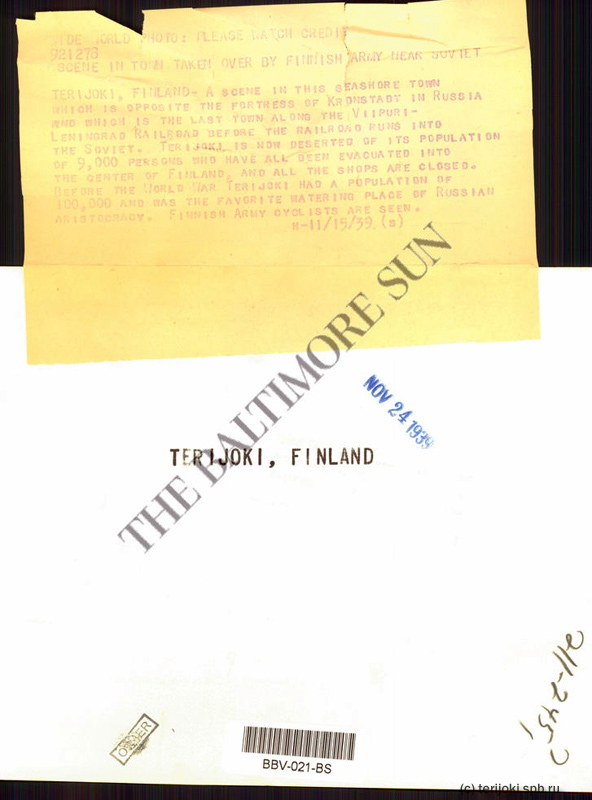 WIDE WORLD PHOTO: PLEASE WATCH CREDIT
921278
SCENE IN TOWN TAKEN OVER BY FINNISH ARMY NEAR SOVIET
TERIJOKI, FINLAND- A SCENE IN THIS SEASHORE TOWN
WHICH IS OPPOSITE THE FORTRESS OF KRONSTADT IN RUSSIA
AND WHICH IS THE LAST TOWN ALONG THE VIIPURI-
LENINGRAD RAILROAD BEFORE THE RAILROAD RUNS INTO
THE SOVIET. TERIJOKI IS NOW DESERTED OF ITS POPULATION
OF 9,000 PERSONS WHO HAVE ALL BEEN EVACUATED INTO
THE CENTER OF FINLAND, AND ALL THE SHOPS ARE CLOSED.
BEFORE THE WORLD WAR TERIJOKI HAD A POPULATION OF
100,000 AND WAS THE FAVORITE WATERING PLACE OF RUSSIAN
ARISTOCRACY. FINNISH ARMY CYCLISTS ARE SEEN.
N-11/15/39 (S)
THE BALTIMORE SUN
NOV 24 1939
TERIJOKI, FINLAND
BBV-021-BS
(c) terijoki.spb.ru